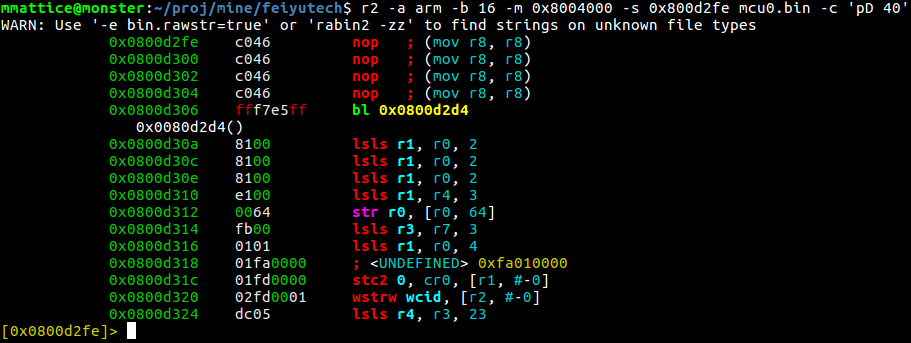 mmattice@monster:~/proj/mine/feiyutech$ r2 -a arm -b 16 -m 0x8004000 -s 0x800d2fe mcu0.bin -c 'pD 40'
WARN: Use '-e bin.rawstr=true' or 'rabin2 -zz' to find strings on unknown file types
0x0800d2fe c046 nop ; (mov r8, r8)
0x0800d300 c046 nop ; (mov r8, r8)
0x0800d302 c046 nop ; (mov r8, r8)
0x0800d304 c046 nop ; (mov r8, r8)
0x0800d306 fff7e5ff bl 0x0800d2d4
0x0080d2d4()
0x0800d30a 8100 lsls r1, r0, 2
0x0800d30c 8100 lsls r1, r0, 2
0x0800d30e 8100 lsls r1, r0, 2
0x0800d310 e100 lsls r1, r4, 3
0x0800d312 0064 str r0, [r0, 64]
0x0800d314 fb00 lsls r3, r7, 3
0x0800d316 0101 lsls r1, r0, 4
0x0800d318 01fa0000 ; <UNDEFINED> 0xfa010000
0x0800d31c 01fd0000 stc2 0, cr0, [r1, #-0]
0x0800d320 02fd0001 wstrw wcid, [r2, #-0]
0x0800d324 dc05 lsls r4, r3, 23
[0x0800d2fe]>